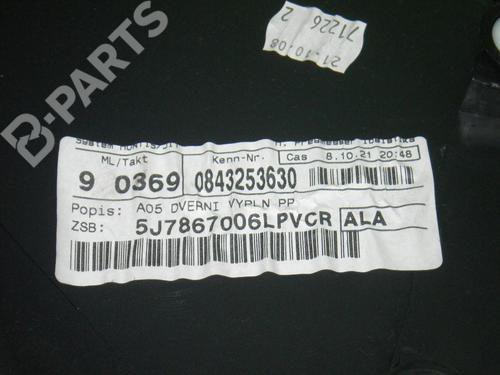 B-PARTS
21.10.08
71226
2
System
ML/Takt Kenn-Nr. Cas 8.10.21 20:48
9 0369 0843253630
Popis: A05 DVERNI VYPLN PP
ZSB: 5J7867006LPVCR ALA